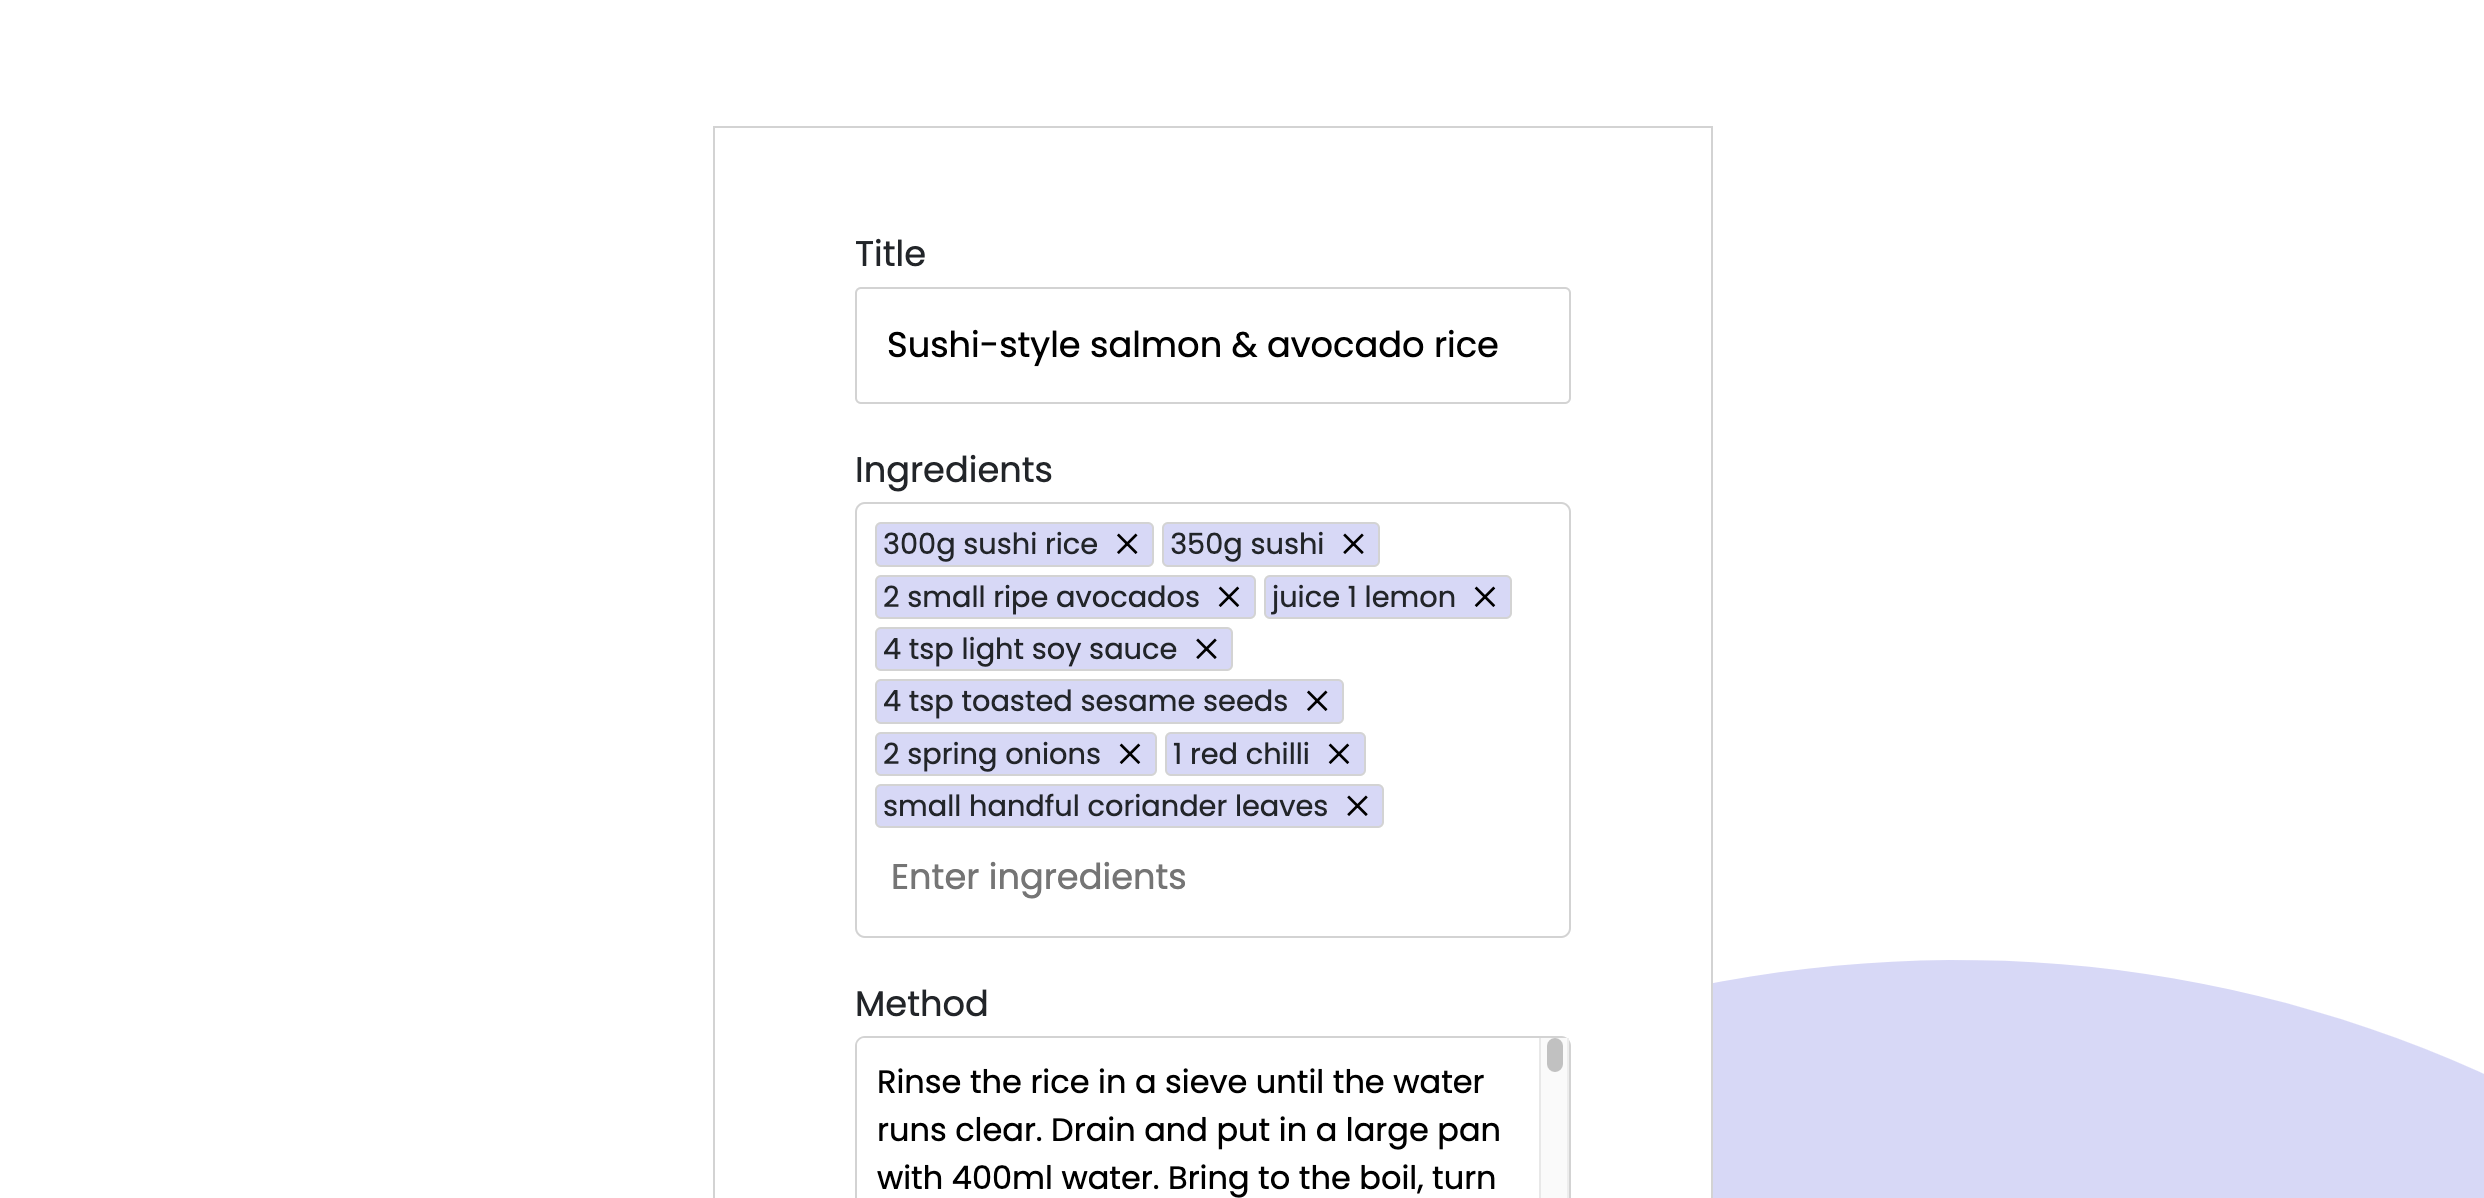 Title
Sushi-style salmon & avocado rice
Ingredients
300g sushi rice 350g sushi
2 small ripe avocados juice 1 lemon
4 tsp light soy sauce
4 tsp toasted sesame seeds
2 spring onions 1 red chilli
small handful coriander leaves
Enter ingredients
Method
Rinse the rice in a sieve until the water
runs clear. Drain and put in a large pan
with 400ml water. Bring to the boil, turn